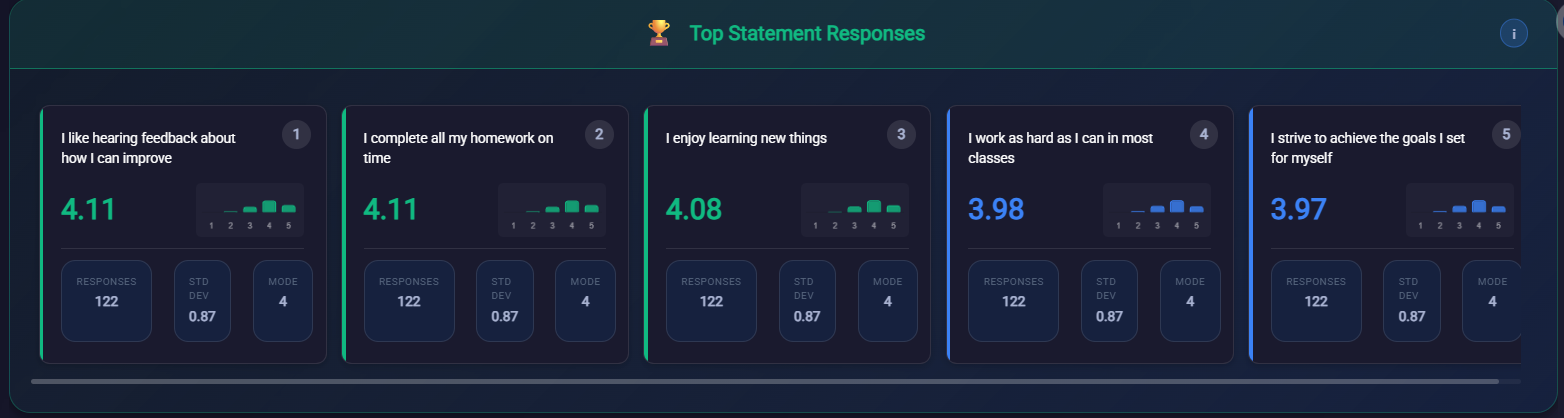 Top Statement Responses
i
I like hearing feedback about
how I can improve
1
4.11
1 2 3 4 5
RESPONSES
122
STD
DEV
0.87
MODE
4
I complete all my homework on
time
2
4.11
1 2 3 4 5
RESPONSES
122
STD
DEV
0.87
MODE
4
I enjoy learning new things
3
4.08
1 2 3 4 5
RESPONSES
122
STD
DEV
0.87
MODE
4
I work as hard as I can in most
classes
4
3.98
1 2 3 4 5
RESPONSES
122
STD
DEV
0.87
MODE
4
I strive to achieve the goals I set
for myself
5
3.97
1 2 3 4 5
RESPONSES
122
STD
DEV
0.87
MODE
4